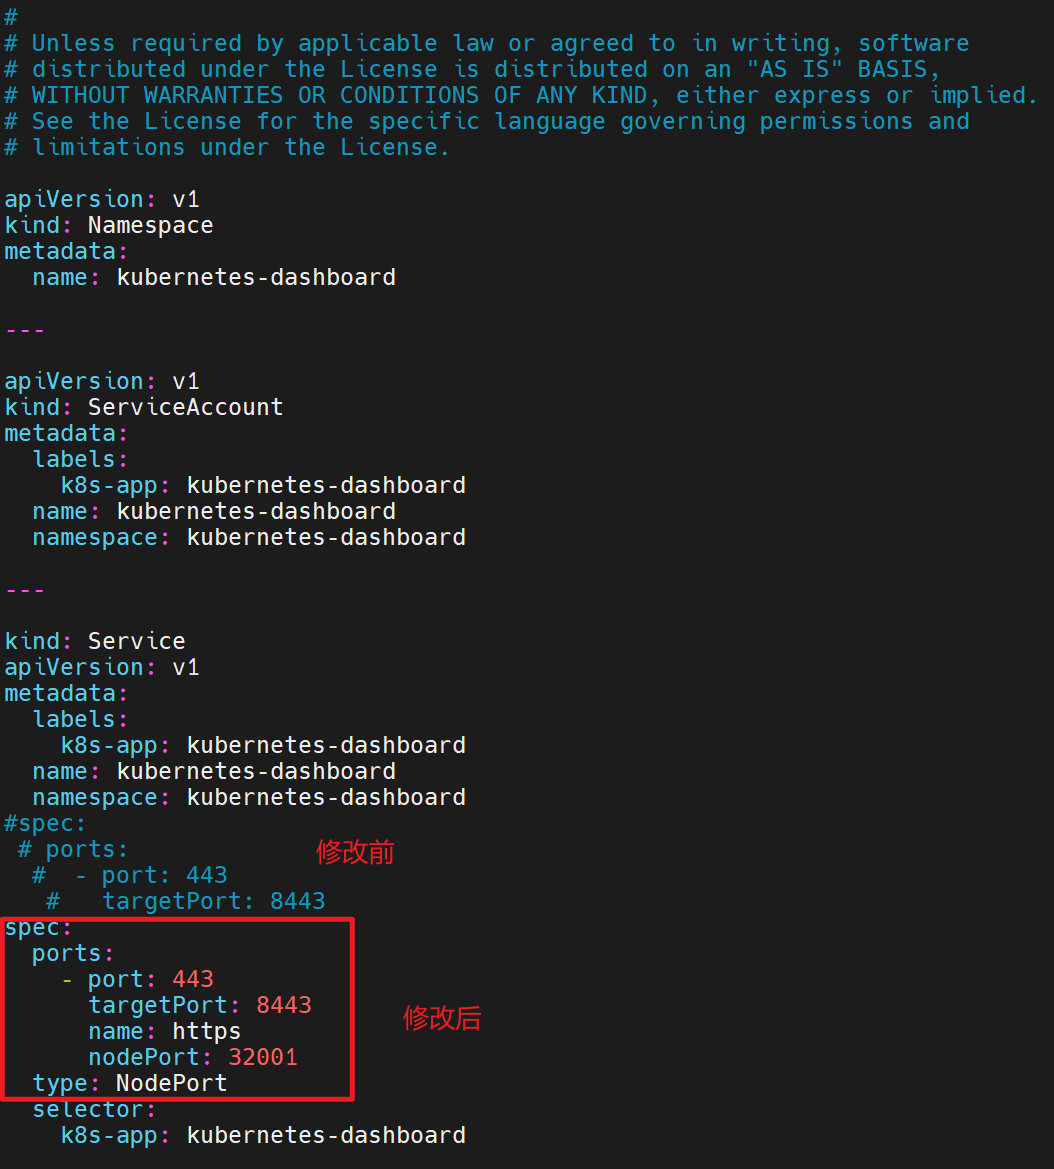 #
# Unless required by applicable law or agreed to in writing, software
# distributed under the License is distributed on an "AS IS" BASIS,
# WITHOUT WARRANTIES OR CONDITIONS OF ANY KIND, either express or implied.
# See the License for the specific language governing permissions and
# limitations under the License.

apiVersion: v1
kind: Namespace
metadata:
  name: kubernetes-dashboard

---

apiVersion: v1
kind: ServiceAccount
metadata:
  labels:
    k8s-app: kubernetes-dashboard
  name: kubernetes-dashboard
  namespace: kubernetes-dashboard

---

kind: Service
apiVersion: v1
metadata:
  labels:
    k8s-app: kubernetes-dashboard
  name: kubernetes-dashboard
  namespace: kubernetes-dashboard
#spec:
 # ports:
修改前
  #  - port: 443
   #   targetPort: 8443
spec:
  ports:
    - port: 443
      targetPort: 8443
修改后
      name: https
      nodePort: 32001
  type: NodePort
  selector:
    k8s-app: kubernetes-dashboard